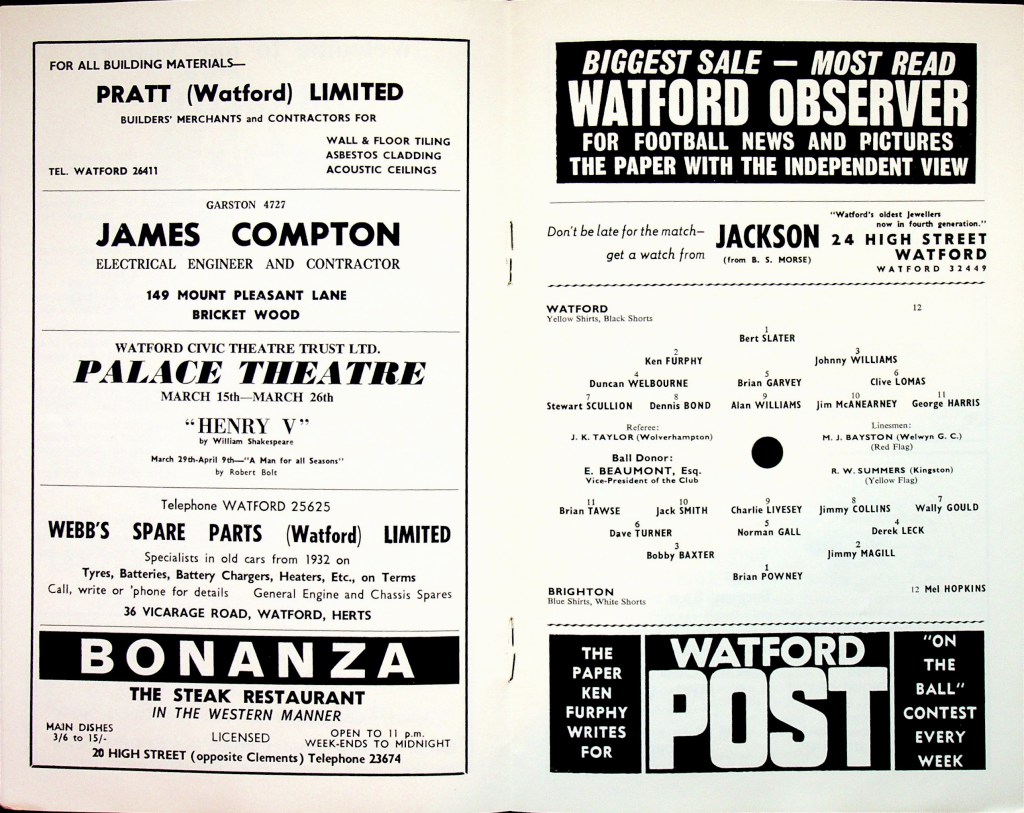 FOR ALL BUILDING MATERIALS—
PRATT (Watford) LIMITED
BUILDERS' MERCHANTS and CONTRACTORS FOR
WALL & FLOOR TILING
ASBESTOS CLADDING
TEL. WATFORD 26411 ACOUSTIC CEILINGS
GARSTON 4727
JAMES COMPTON
ELECTRICAL ENGINEER AND CONTRACTOR
149 MOUNT PLEASANT LANE
BRICKET WOOD
WATFORD CIVIC THEATRE TRUST LTD.
PALACE THEATRE
MARCH 15th—MARCH 26th
"HENRY V"
by William Shakespeare
March 29th-April 9th—"A Man for all Seasons"
by Robert Bolt
Telephone WATFORD 25625
WEBB'S SPARE PARTS (Watford) LIMITED
Specialists in old cars from 1932 on
Tyres, Batteries, Battery Chargers, Heaters, Etc., on Terms
Call, write or 'phone for details General Engine and Chassis Spares
36 VICARAGE ROAD, WATFORD, HERTS
BONANZA
THE STEAK RESTAURANT
IN THE WESTERN MANNER
MAIN DISHES
3/6 to 15/-
LICENSED
OPEN TO 11 p.m.
WEEK-ENDS TO MIDNIGHT
20 HIGH STREET (opposite Clements) Telephone 23674
BIGGEST SALE — MOST READ
WATFORD OBSERVER
FOR FOOTBALL NEWS AND PICTURES
THE PAPER WITH THE INDEPENDENT VIEW
Don't be late for the match—
get a watch from
JACKSON
(from B. S. MORSE)
"Watford's oldest Jewellers
now in fourth generation."
24 HIGH STREET
WATFORD
WATFORD 32449
WATFORD 12
Yellow Shirts, Black Shorts
1
Bert SLATER
2 3
Ken FURPHY Johnny WILLIAMS
4 5 6
Duncan WELBOURNE Brian GARVEY Clive LOMAS
7 8 9 10 11
Stewart SCULLION Dennis BOND Alan WILLIAMS Jim McANEARNEY George HARRIS
Referee:
J. K. TAYLOR (Wolverhampton)
Linesmen:
M. J. BAYSTON (Welwyn G. C.)
(Red Flag)
Ball Donor:
E. BEAUMONT, Esq.
Vice-President of the Club
R. W. SUMMERS (Kingston)
(Yellow Flag)
11 10 9 8 7
Brian TAWSE Jack SMITH Charlie LIVESEY Jimmy COLLINS Wally GOULD
6 5 4
Dave TURNER Norman GALL Derek LECK
3 2
Bobby BAXTER Jimmy MAGILL
1
Brian POWNEY
BRIGHTON 12 Mel HOPKINS
Blue Shirts, White Shorts
THE
PAPER
KEN
FURPHY
WRITES
FOR
WATFORD
POST
"ON
THE
BALL"
CONTEST
EVERY
WEEK